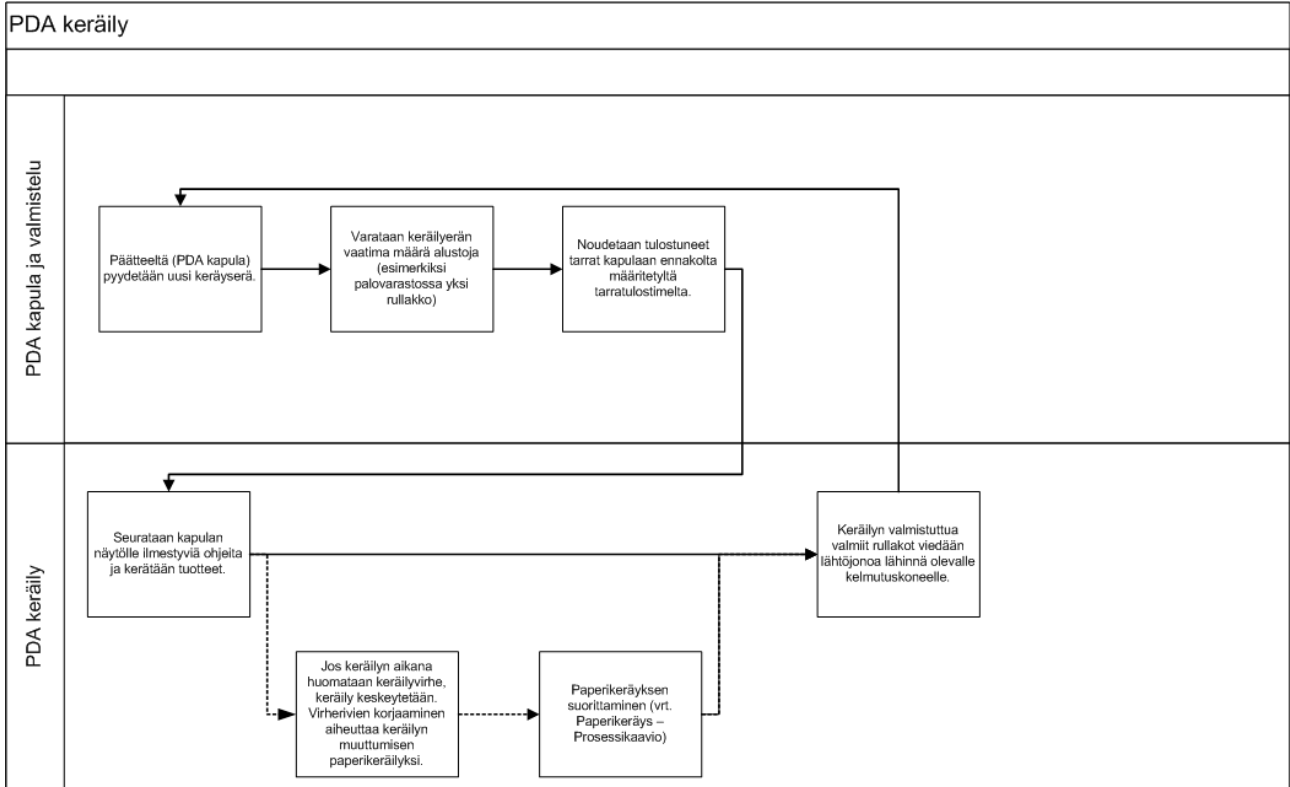 PDA keräily
PDA kapula ja valmistelu
Päätteeltä (PDA kapula)
pyydetään uusi keräyserä.
Varataan keräilyerän
vaatima määrä alustoja
(esimerkiksi
palovarastossa yksi
rullakko)
Noudetaan tulostuneet
tarrat kapulaan ennakolta
määritetyltä
tarratulostimelta.
PDA keräily
Seurataan kapulan
näytölle ilmestyviä ohjeita
ja kerätään tuotteet.
Keräilyn valmistuttua
valmiit rullakot viedään
lähtöjonoa lähinnä olevalle
kelmutuskoneelle.
Jos keräilyn aikana
huomataan keräilyvirhe,
keräily keskeytetään.
Virherivien korjaaminen
aiheuttaa keräilyn
muuttumisen
paperikeräilyksi.
Paperikeräyksen
suorittaminen (vrt.
Paperikeräys –
Prosessikaavio)